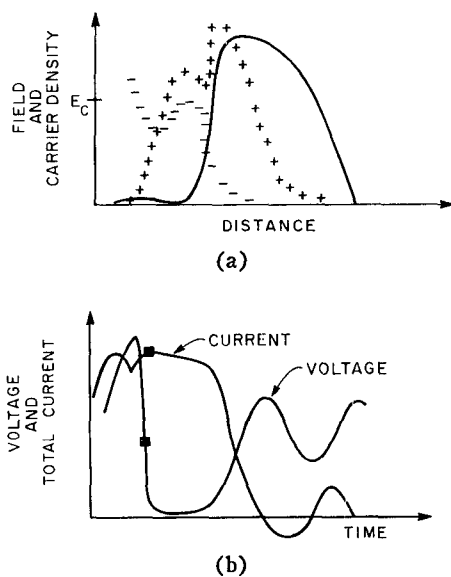 FIELD
AND
CARRIER DENSITY
E_C
DISTANCE
(a)
VOLTAGE
AND
TOTAL CURRENT
CURRENT
VOLTAGE
TIME
(b)